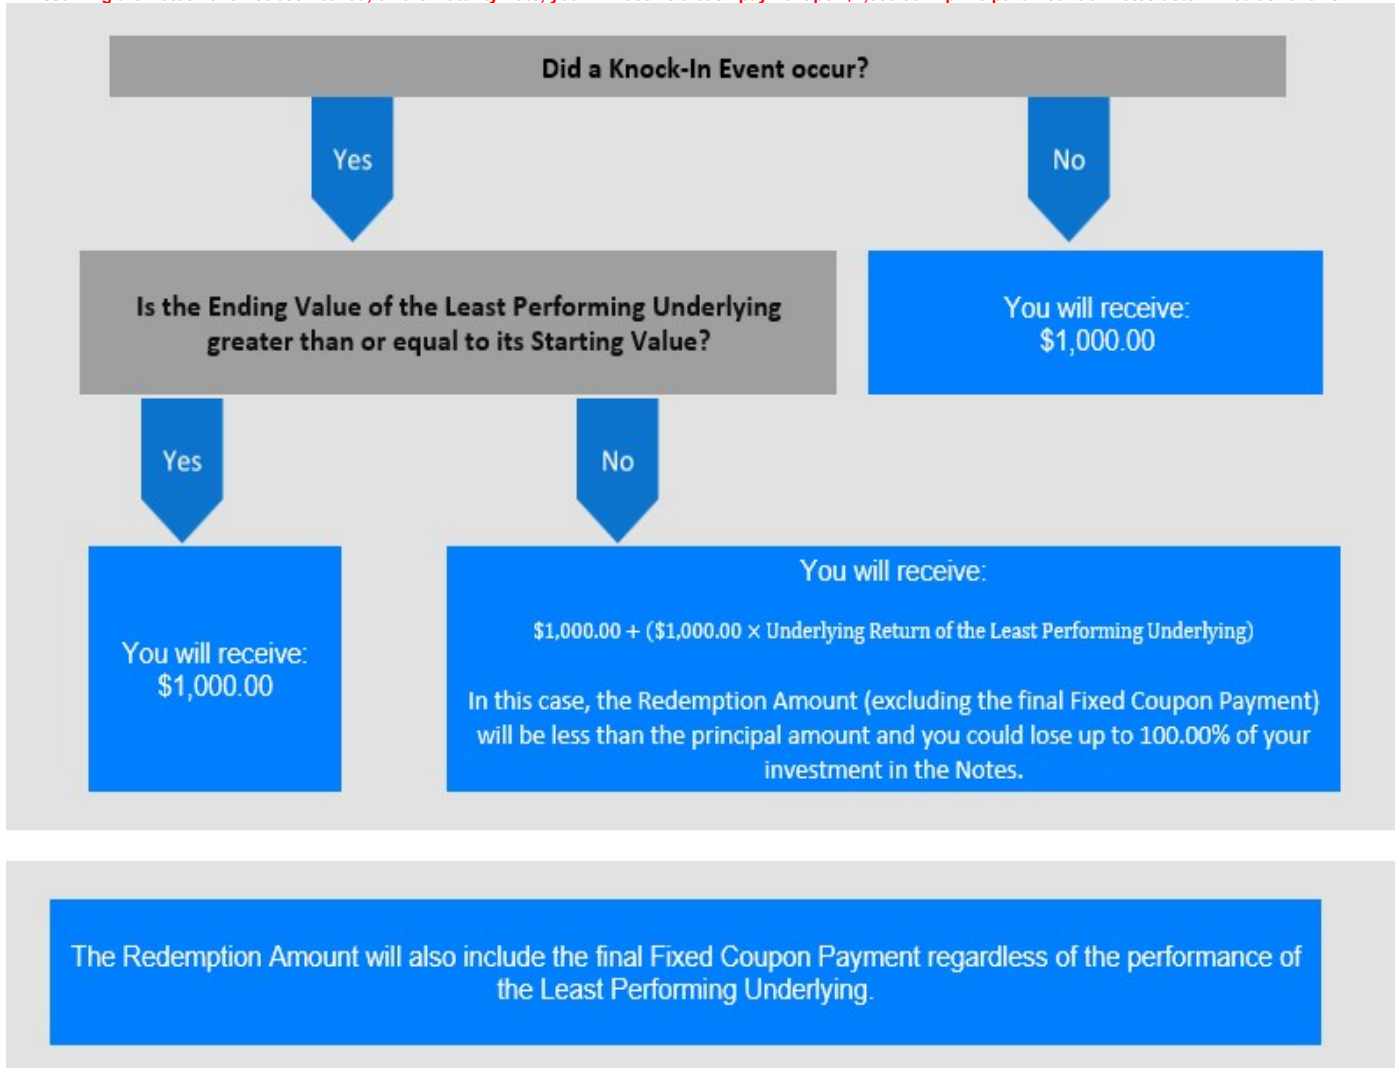 Did a Knock-In Event occur?
Yes
No
Is the Ending Value of the Least Performing Underlying
greater than or equal to its Starting Value?
You will receive:
$1,000.00
Yes
No
You will receive:
$1,000.00
You will receive:
$1,000.00 + ($1,000.00 × Underlying Return of the Least Performing Underlying)
In this case, the Redemption Amount (excluding the final Fixed Coupon Payment)
will be less than the principal amount and you could lose up to 100.00% of your
investment in the Notes.
The Redemption Amount will also include the final Fixed Coupon Payment regardless of the performance of
the Least Performing Underlying.